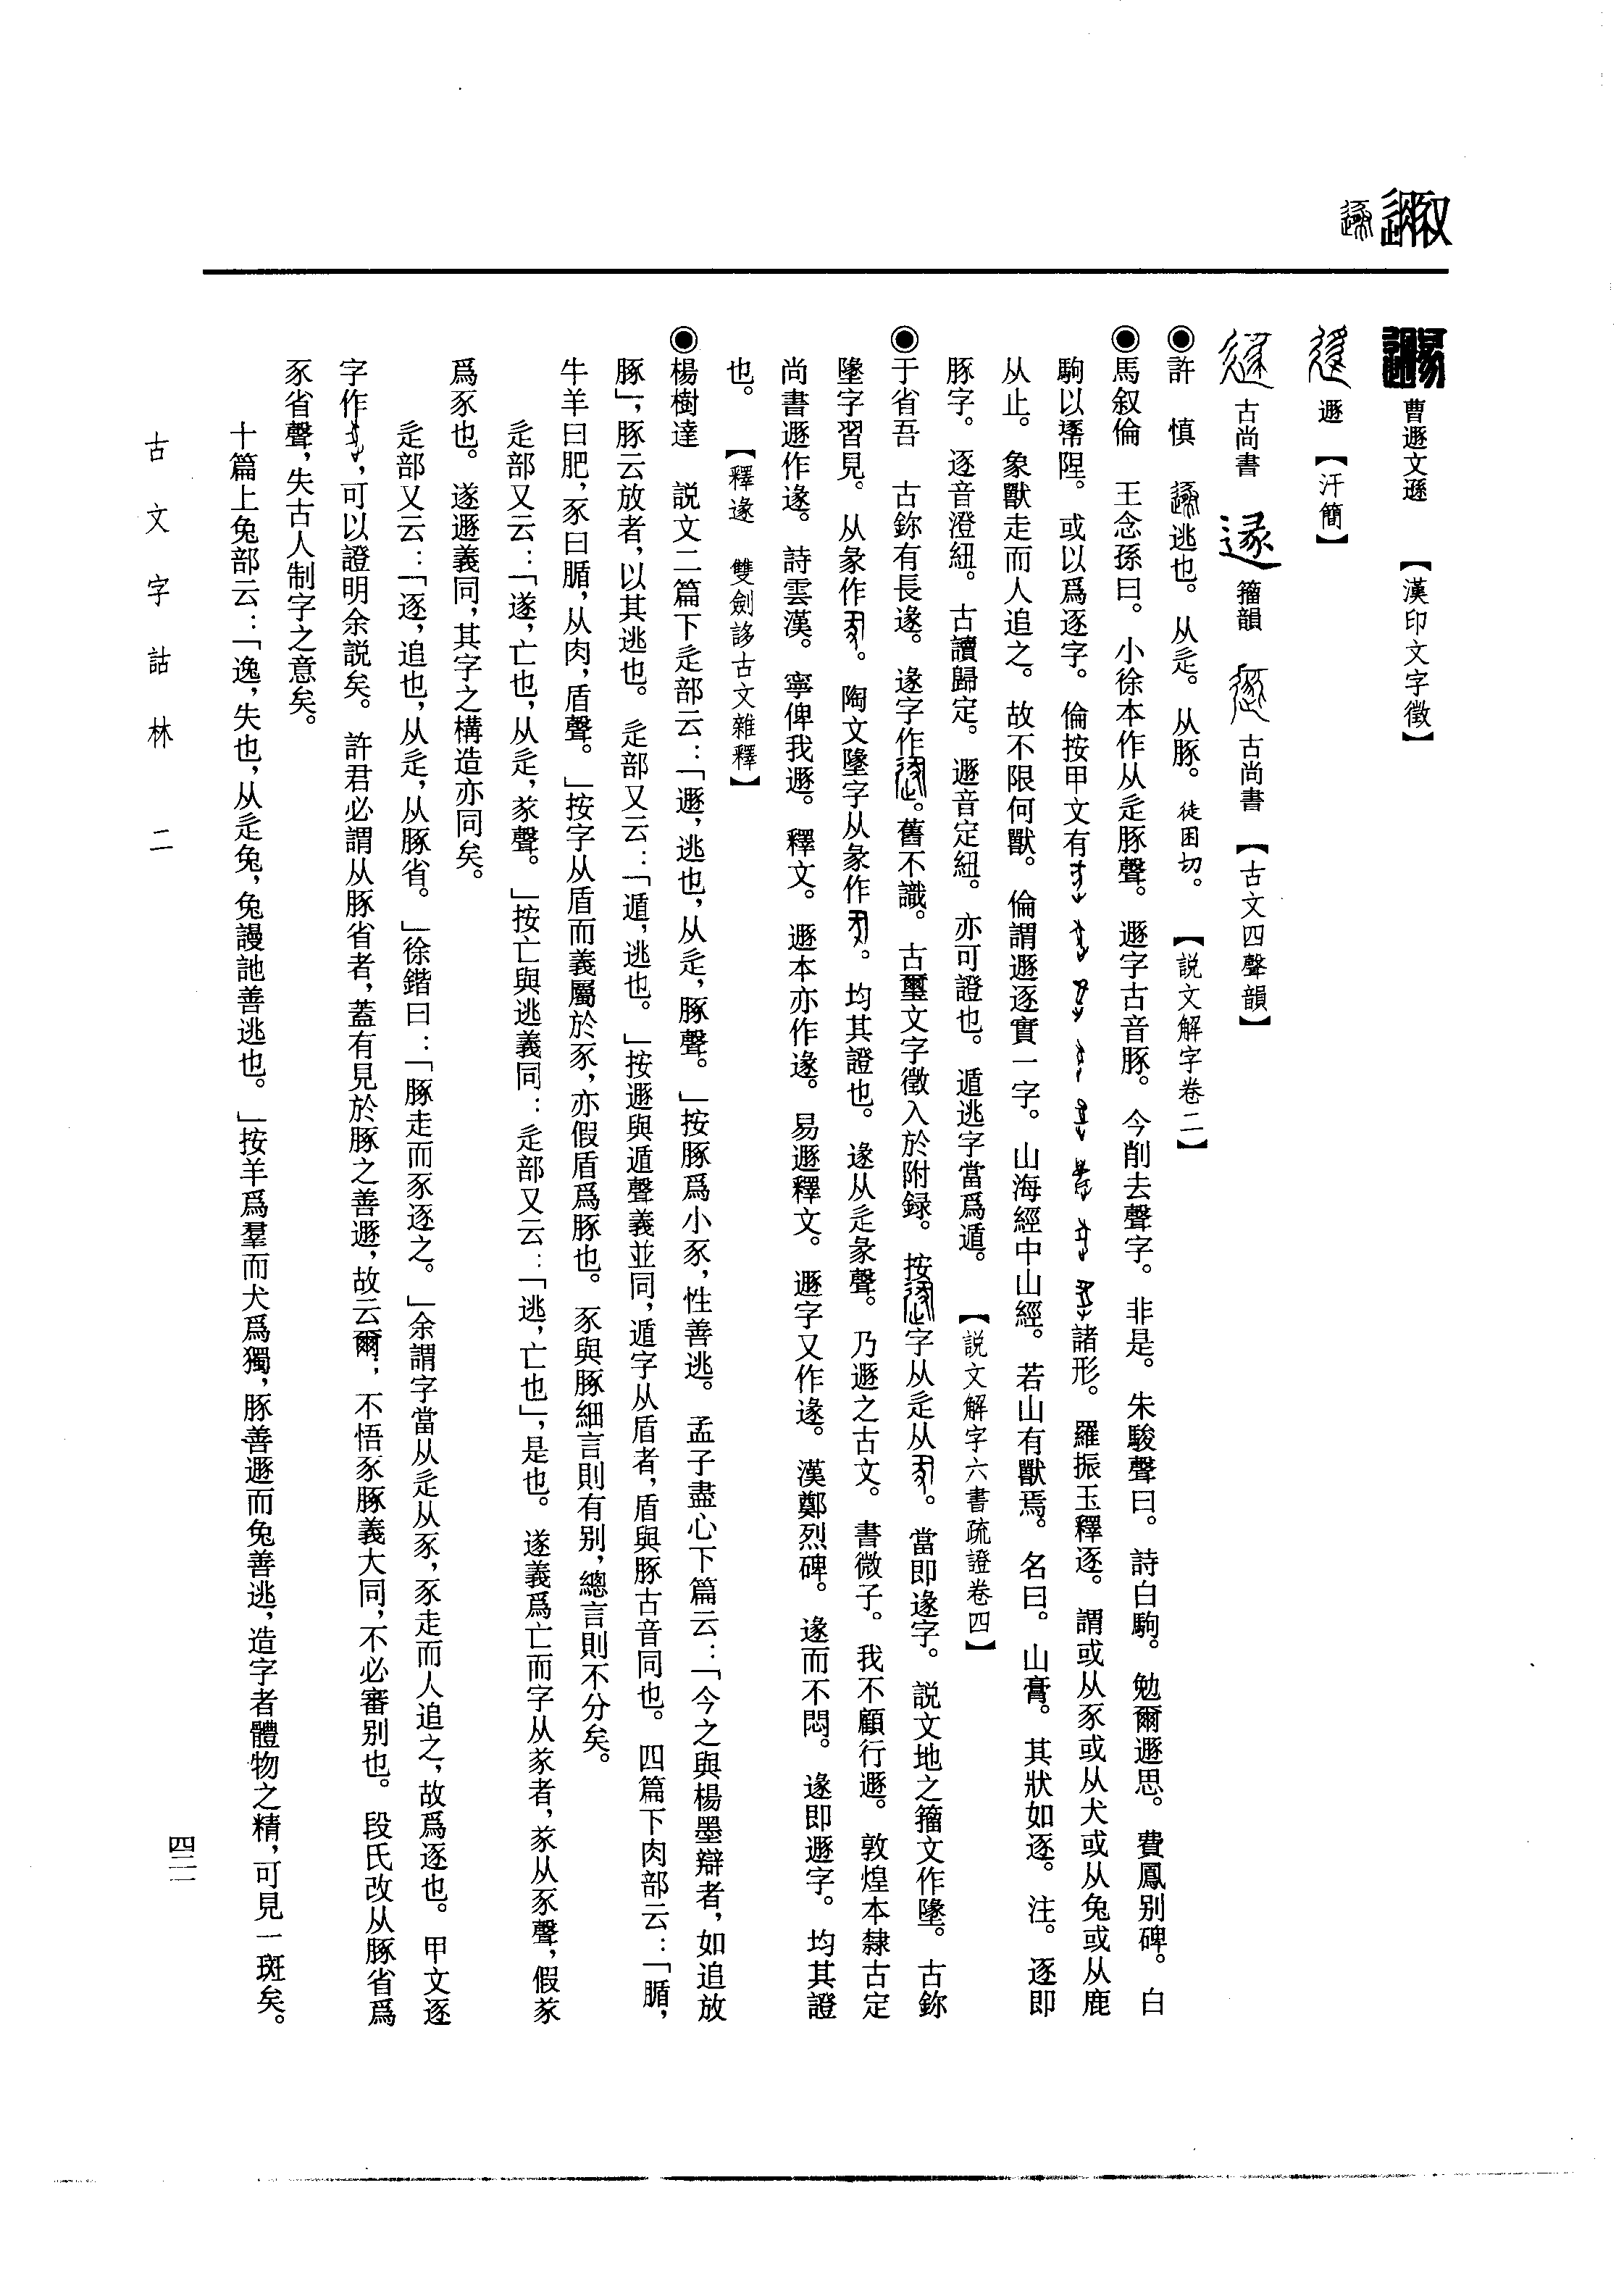 曹遯文遜　【漢印文字徵】
遯【汗簡】
古尚書　籀韻　古尚書【古文四聲韻】
◉許　慎　逃也。从辵。从豚。徒困切。【説文解字卷二】
◉馬叙倫　王念孫曰。小徐本作从辵豚聲。遯字古音豚。今削去聲字。非是。朱駿聲曰。詩白駒。勉爾遯思。費鳳别碑。白
駒以㡓陧。或以爲逐字。倫按甲文有諸形。羅振玉釋逐。謂或从豕或从犬或从兔或从鹿
从止。象獸走而人追之。故不限何獸。倫謂遯逐實一字。山海經中山經。若山有獸焉。名曰。山膏。其狀如逐。注。逐即
豚字。逐音澄紐。古讀歸定。遯音定紐。亦可證也。遁逃字當爲遁。【説文解字六書疏證卷四】
◉于省吾　古鉨有長遂。遂字作。舊不識。古璽文字徵入於附録。按字从辵从。當即遂字。説文地之籀文作墬。古鉨
墬字習見。从彖作。陶文墬字从彖作。均其證也。遂从辵彖聲。乃遯之古文。書微子。我不顧行遯。敦煌本隸古定
尚書遯作遂。詩雲漢。寧俾我遯。釋文。遯本亦作遂。易遯釋文。遯字又作遂。漢鄭烈碑。遂而不悶。遂即遯字。均其證
也。【釋遂　雙劍誃古文雜釋】
◉楊樹達　説文二篇下辵部云：「遯，逃也，从辵，豚聲。」按豚爲小豕，性善逃。孟子盡心下篇云：「今之與楊墨辯者，如追放
豚」，豚云放者，以其逃也。辵部又云：「遁，逃也。」按遯與遁聲義並同，遁字从盾者，盾與豚古音同也。四篇下肉部云：「腯，
牛羊曰肥，豕曰腯，从肉，盾聲。」按字从盾而義屬於豕，亦假盾爲豚也。豕與豚細言則有别，總言則不分矣。
辵部又云：「遂，亡也，从辵，㒸聲。」按亡與逃義同：辵部又云：「逃，亡也」，是也。遂義爲亡而字从㒸者，㒸从豕聲，假㒸
爲豕也。遂遯義同，其字之構造亦同矣。
辵部又云：「逐，追也，从辵，从豚省。」徐鍇曰：「豚走而豕逐之。」余謂字當从辵从豕，豕走而人追之，故爲逐也。甲文逐
字作，可以證明余説矣。許君必謂从豚省者，蓋有見於豚之善遯，故云爾；不悟豕豚義大同，不必審别也。段氏改从豚省爲
豕省聲，失古人制字之意矣。
十篇上兔部云：「逸，失也，从辵兔，兔謾訑善逃也。」按羊爲羣而犬爲獨，豚善遯而兔善逃，造字者體物之精，可見一斑矣。
古文字詁林　二
四二一